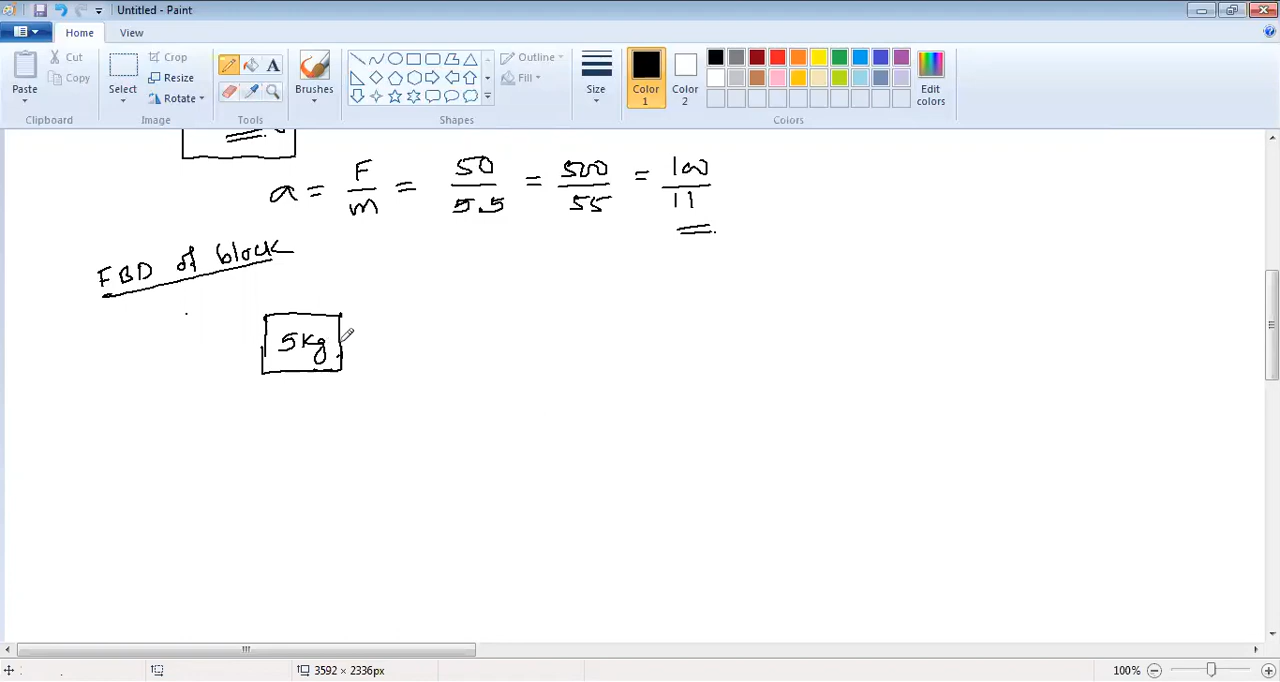 Untitled - Paint
Home View
Cut
Copy
Paste
Clipboard
Select
Crop
Resize
Rotate
Image
Tools
Brushes
Outline
Fill
Shapes
Size
Color 1
Color 2
Edit colors
Colors
a = F/m = 50/5.5 = 500/55 = 100/11
FBD of block
5kg
3592 × 2336px
100%